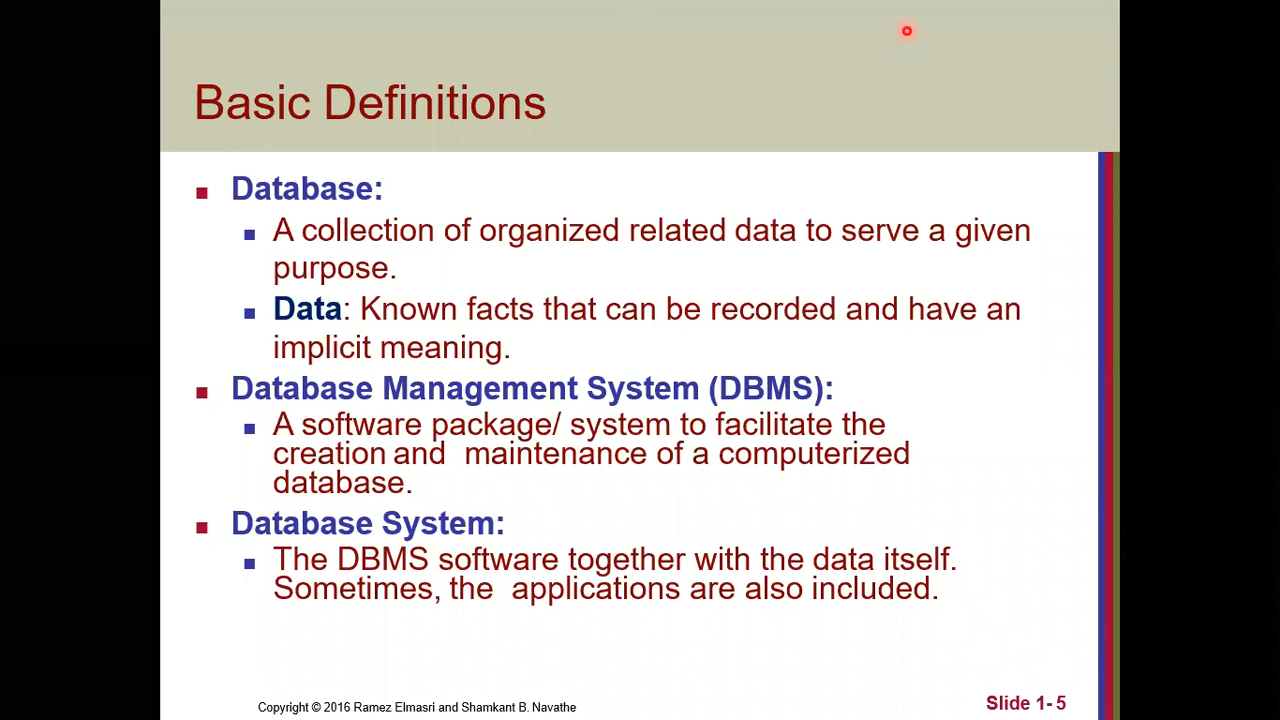 Basic Definitions
Database:
A collection of organized related data to serve a given
purpose.
Data: Known facts that can be recorded and have an
implicit meaning.
Database Management System (DBMS):
A software package/ system to facilitate the
creation and  maintenance of a computerized
database.
Database System:
The DBMS software together with the data itself.
Sometimes, the  applications are also included.
Copyright © 2016 Ramez Elmasri and Shamkant B. Navathe
Slide 1- 5